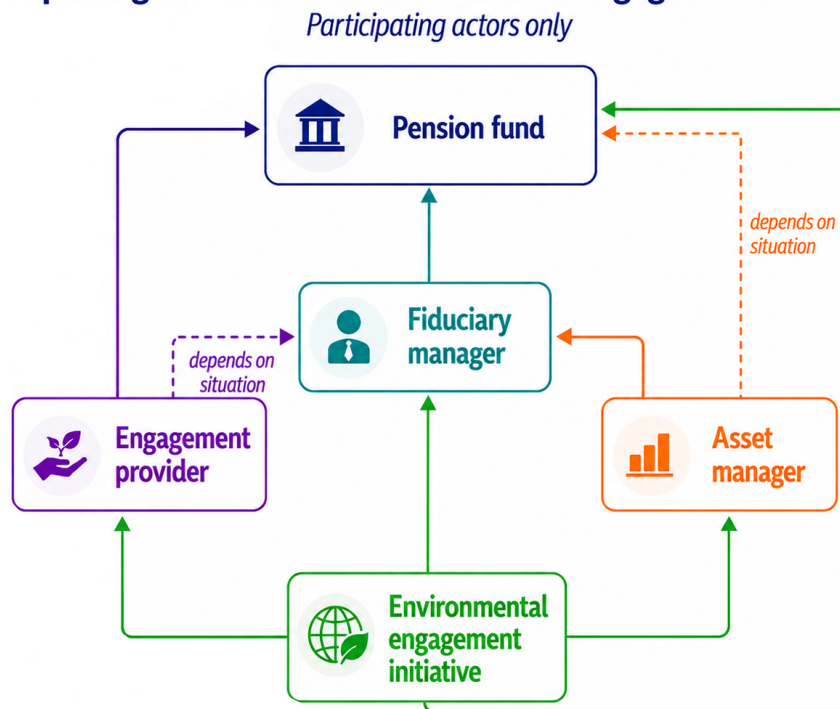 Participating actors only
Pension fund
depends on
situation
Fiduciary
manager
depends on
situation
Engagement
provider
Asset
manager
Environmental
engagement
initiative